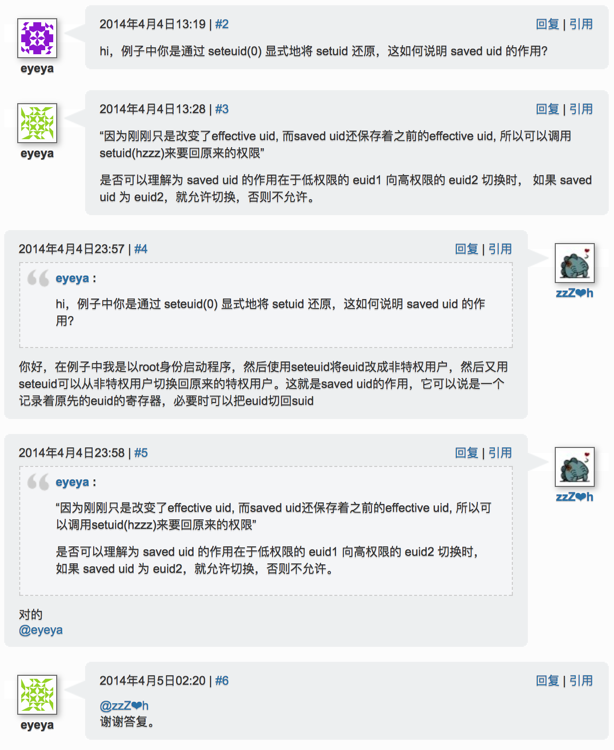 2014年4月4日13:19 | #2
回复 | 引用
hi，例子中你是通过 seteuid(0) 显式地将 setuid 还原，这如何说明 saved uid 的作用?
eyeya
2014年4月4日13:28 | #3
回复 | 引用
“因为刚刚只是改变了effective uid, 而saved uid还保存着之前的effective uid, 所以可以调用
setuid(hzzz)来要回原来的权限”
是否可以理解为 saved uid 的作用在于低权限的 euid1 向高权限的 euid2 切换时， 如果 saved
uid 为 euid2，就允许切换，否则不允许。
eyeya
2014年4月4日23:57 | #4
回复 | 引用
eyeya :
hi，例子中你是通过 seteuid(0) 显式地将 setuid 还原，这如何说明 saved uid 的作
用?
你好，在例子中我是以root身份启动程序，然后使用seteuid将euid改成非特权用户，然后又用
seteuid可以从非特权用户切换回原来的特权用户。这就是saved uid的作用，它可以说是一个
记录着原先的euid的寄存器，必要时可以把euid切回suid
zzZ❤h
2014年4月4日23:58 | #5
回复 | 引用
eyeya :
“因为刚刚只是改变了effective uid, 而saved uid还保存着之前的effective uid, 所以可
以调用setuid(hzzz)来要回原来的权限”
是否可以理解为 saved uid 的作用在于低权限的 euid1 向高权限的 euid2 切换时，
如果 saved uid 为 euid2，就允许切换，否则不允许。
对的
@eyeya
zzZ❤h
2014年4月5日02:20 | #6
回复 | 引用
@zzZ❤h
谢谢答复。
eyeya